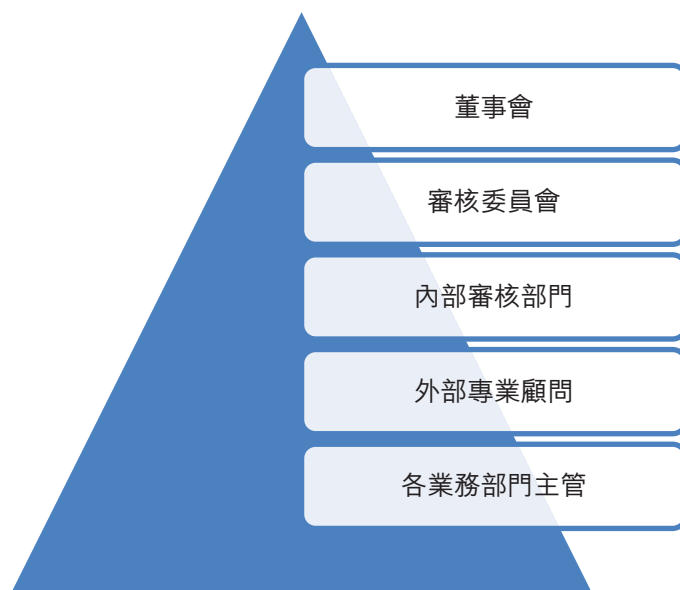 董事會
審核委員會
內部審核部門
外部專業顧問
各業務部門主管